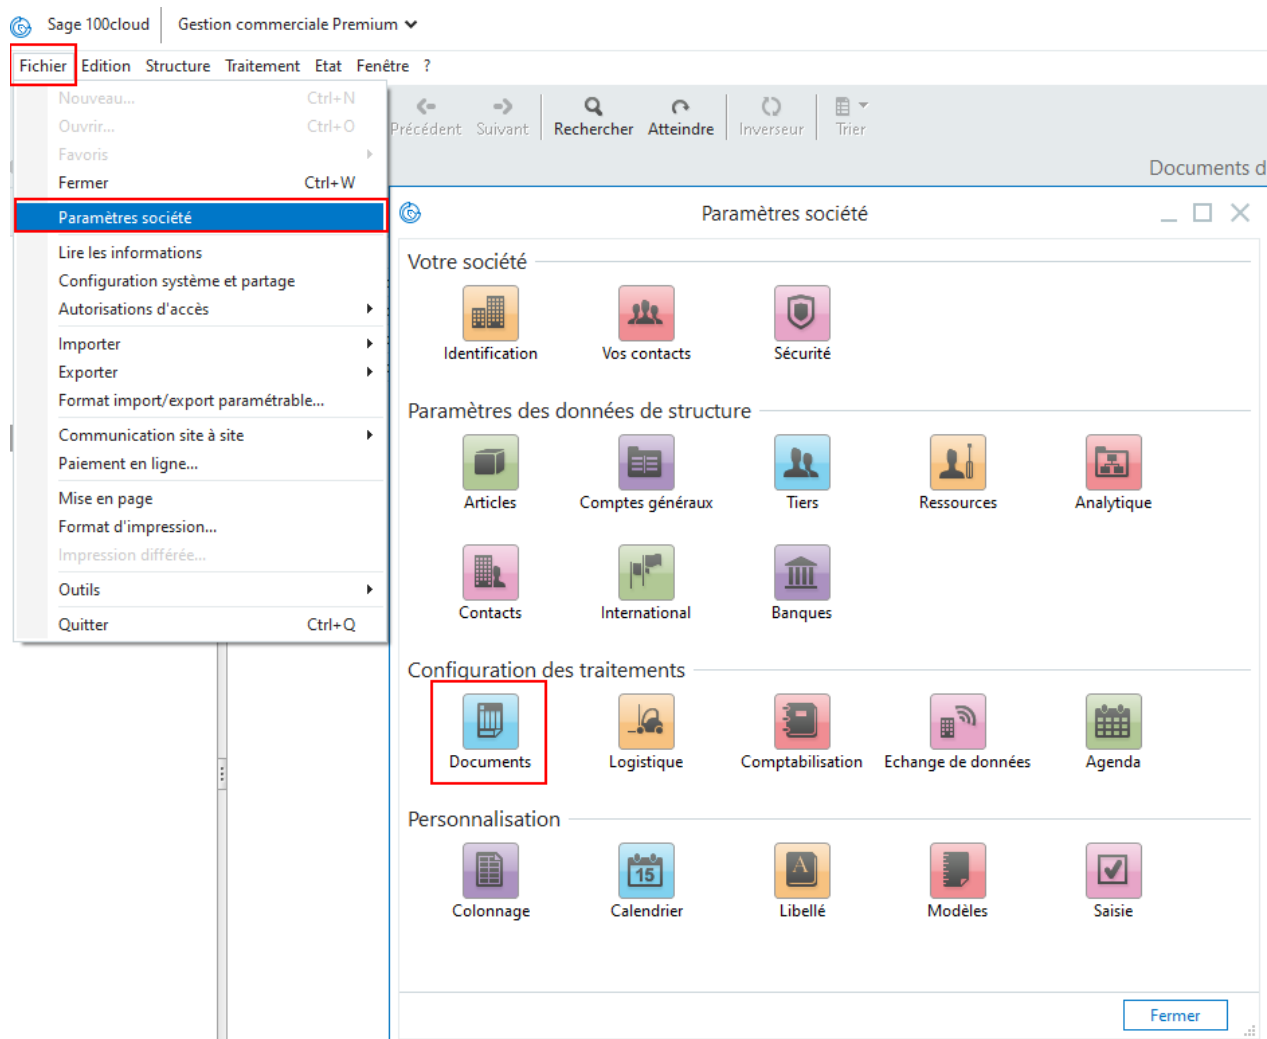 Sage 100cloud Gestion commerciale Premium
Fichier Edition Structure Traitement Etat Fenêtre ?
Nouveau... Ctrl+N
Ouvrir... Ctrl+O
Favoris
Fermer Ctrl+W
Paramètres société
Lire les informations
Configuration système et partage
Autorisations d'accès
Importer
Exporter
Format import/export paramétrable...
Communication site à site
Paiement en ligne...
Mise en page
Format d'impression...
Impression différée...
Outils
Quitter Ctrl+Q
Précédent Suivant Rechercher Atteindre Inverseur Trier
Documents d
Paramètres société
Votre société
Identification Vos contacts Sécurité
Paramètres des données de structure
Articles Comptes généraux Tiers Ressources Analytique
Contacts International Banques
Configuration des traitements
Documents Logistique Comptabilisation Echange de données Agenda
Personnalisation
15 A
Colonnage Calendrier Libellé Modèles Saisie
Fermer